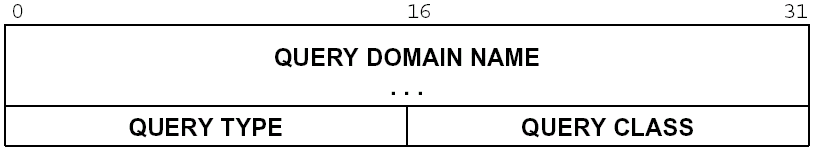 0 16 31
QUERY DOMAIN NAME
. . .
QUERY TYPE QUERY CLASS